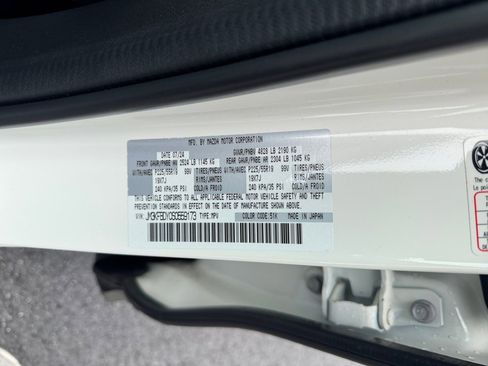 MFD. BY MAZDA MOTOR CORPORATION
DATE 07/24 GVWR/PNBV 4828 LB 2190 KG
FRONT GAWR/PNBE AV 2524 LB 1145 KG REAR GAWR/PNBE AR 2304 LB 1045 KG
WITH/AVEC P225/55R19 99V TIRES/PNEUS WITH/AVEC P225/55R19 99V TIRES/PNEUS
19X7J RIMS/JANTES 19X7J RIMS/JANTES
240 KPA/35 PSI COLD/A FROID 240 KPA/35 PSI COLD/A FROID
THIS VEHICLE CONFORMS TO ALL APPLICABLE FEDERAL MOTOR VEHICLE SAFETY AND
THEFT PREVENTION STANDARDS IN EFFECT ON THE DATE OF MANUFACTURE SHOWN ABOVE.
VIN: TYPE:MPV COLOR CODE:51K MADE IN JAPAN